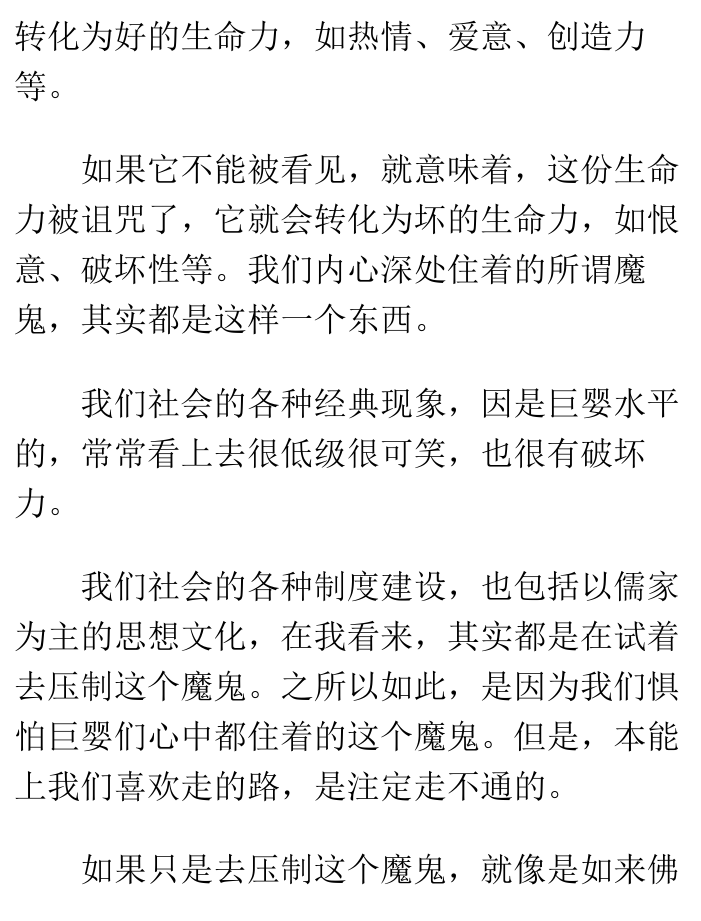 转化为好的生命力，如热情、爱意、创造力
等。
如果它不能被看见，就意味着，这份生命
力被诅咒了，它就会转化为坏的生命力，如恨
意、破坏性等。我们内心深处住着的所谓魔
鬼，其实都是这样一个东西。
我们社会的各种经典现象，因是巨婴水平
的，常常看上去很低级很可笑，也很有破坏
力。
我们社会的各种制度建设，也包括以儒家
为主的思想文化，在我看来，其实都是在试着
去压制这个魔鬼。之所以如此，是因为我们惧
怕巨婴们心中都住着的这个魔鬼。但是，本能
上我们喜欢走的路，是注定走不通的。
如果只是去压制这个魔鬼，就像是如来佛